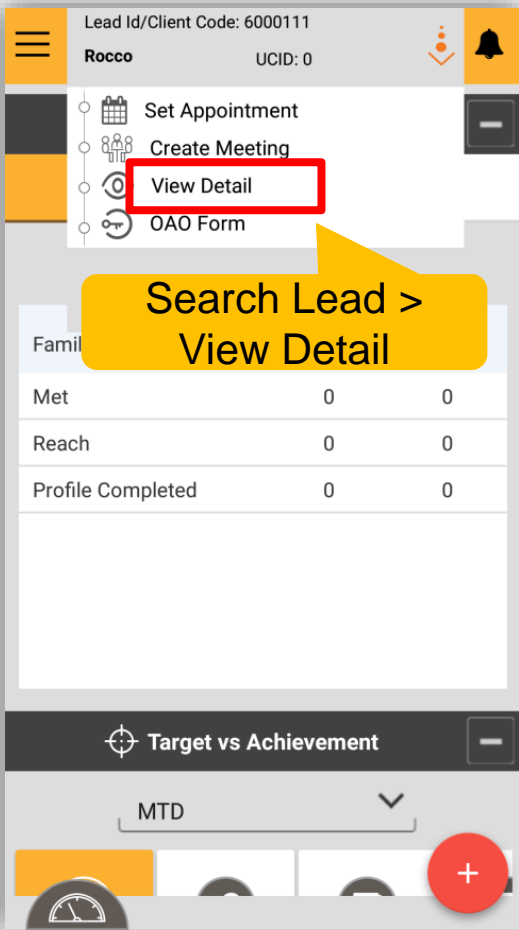 Lead Id/Client Code: 6000111
Rocco UCID: 0
Set Appointment
Create Meeting
View Detail
OAO Form
Search Lead >
View Detail
Met 0 0
Reach 0 0
Profile Completed 0 0
Target vs Achievement
MTD
+